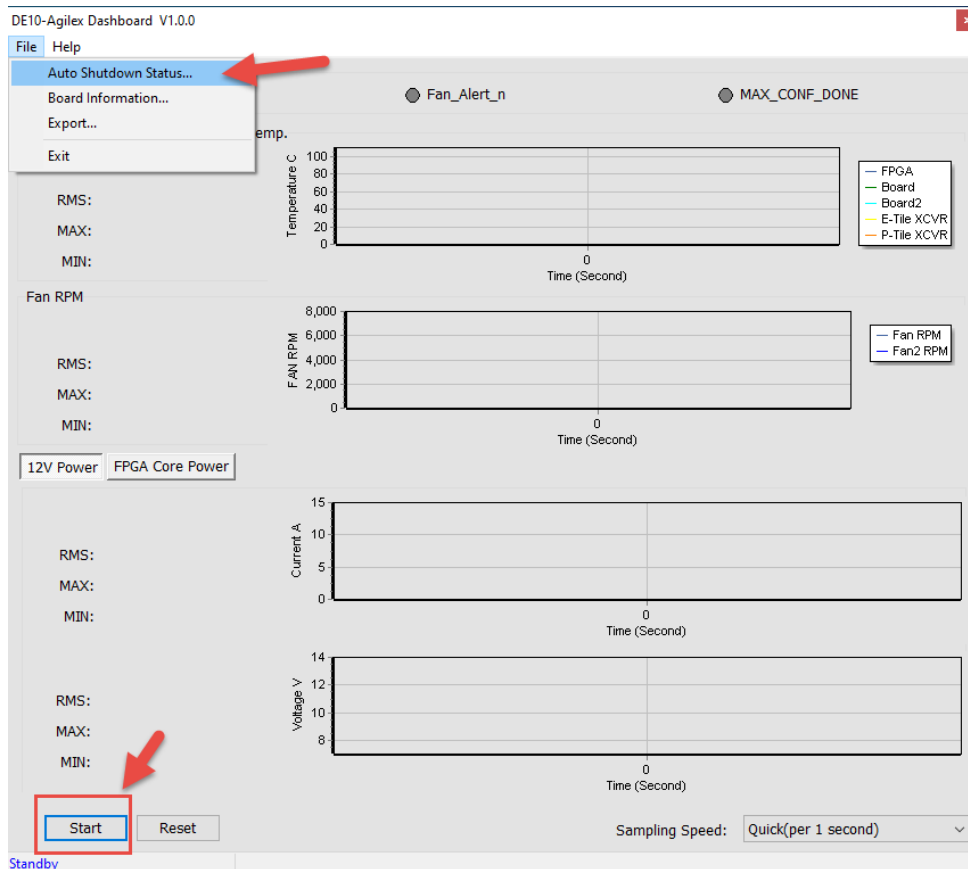 DE10-Agilex Dashboard V1.0.0
File Help
Auto Shutdown Status...
Board Information...
Export...
Exit
Fan_Alert_n
MAX_CONF_DONE
emp.
RMS:
MAX:
MIN:
Temperature C
100
80
60
40
20
0
0
Time (Second)
FPGA
Board
Board2
E-Tile XCVR
P-Tile XCVR
Fan RPM
RMS:
MAX:
MIN:
FAN RPM
8,000
6,000
4,000
2,000
0
0
Time (Second)
Fan RPM
Fan2 RPM
12V Power FPGA Core Power
RMS:
MAX:
MIN:
Current A
15
10
5
0
0
Time (Second)
RMS:
MAX:
MIN:
Voltage V
14
12
10
8
0
Time (Second)
Start Reset
Sampling Speed: Quick(per 1 second)
Standby